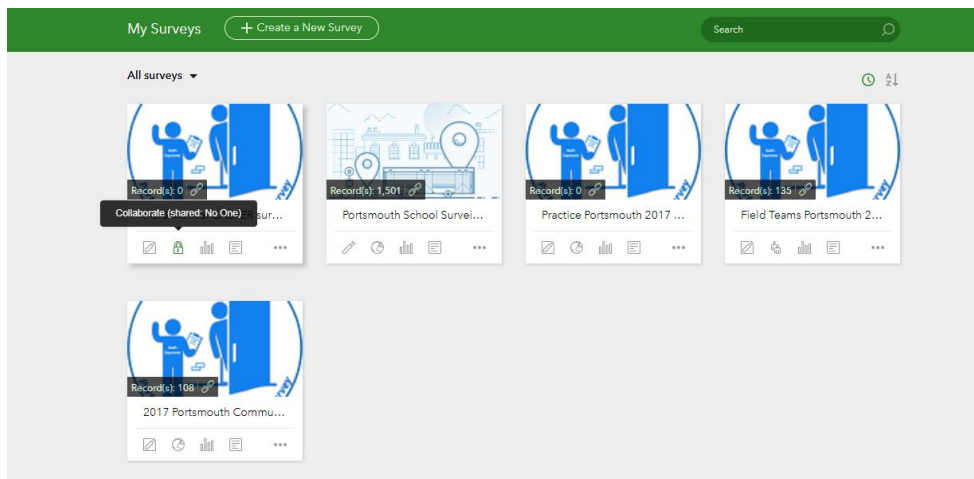 My Surveys
+ Create a New Survey
Search
All surveys
Record(s): 0
Collaborate (shared: No One)
sur...
Record(s): 1,501
Portsmouth School Survei...
Record(s): 0
Practice Portsmouth 2017 ...
Record(s): 135
Field Teams Portsmouth 2...
Record(s): 108
2017 Portsmouth Commu...